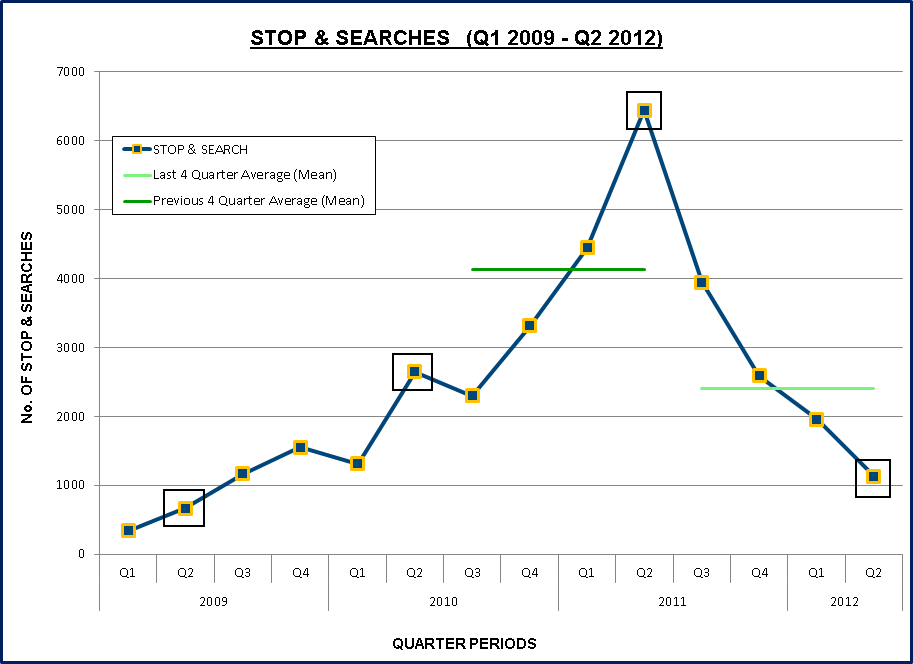 STOP & SEARCHES (Q1 2009 - Q2 2012)
7000
6000
5000
4000
3000
2000
1000
0
No. OF STOP & SEARCHES
STOP & SEARCH
Last 4 Quarter Average (Mean)
Previous 4 Quarter Average (Mean)
Q1 Q2 Q3 Q4 Q1 Q2 Q3 Q4 Q1 Q2 Q3 Q4 Q1 Q2
2009 2010 2011 2012
QUARTER PERIODS